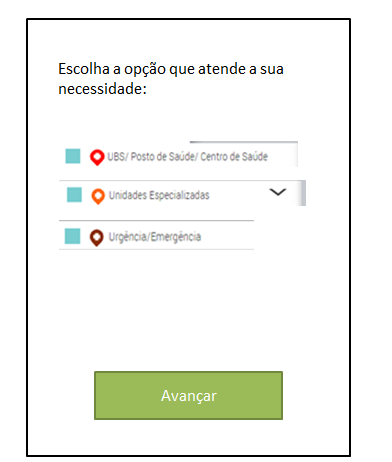 Escolha a opção que atende a sua
necessidade:
UBS/ Posto de Saúde/ Centro de Saúde
Unidades Especializadas
Urgência/Emergência
Avançar